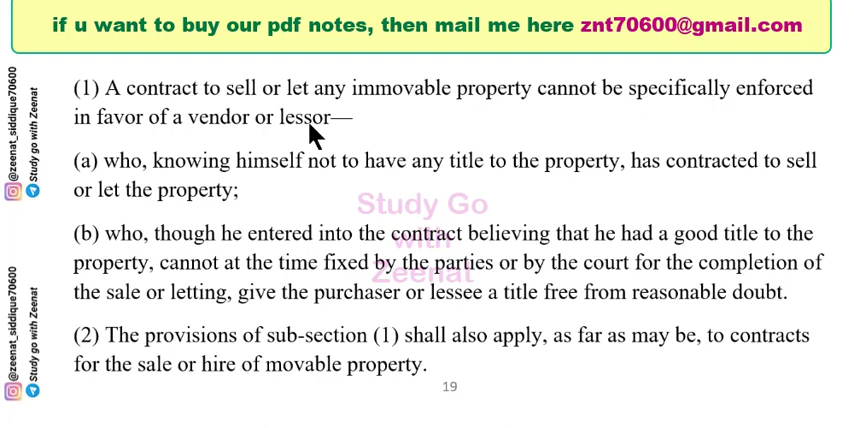 if u want to buy our pdf notes, then mail me here znt70600@gmail.com
(1) A contract to sell or let any immovable property cannot be specifically enforced
in favor of a vendor or lessor—
(a) who, knowing himself not to have any title to the property, has contracted to sell
or let the property;
(b) who, though he entered into the contract believing that he had a good title to the
property, cannot at the time fixed by the parties or by the court for the completion of
the sale or letting, give the purchaser or lessee a title free from reasonable doubt.
(2) The provisions of sub-section (1) shall also apply, as far as may be, to contracts
for the sale or hire of movable property.
19
Study Go
with
Zeenat
@zeenat_siddique70600
Study go with Zeenat
@zeenat_siddique70600
Study go with Zeenat